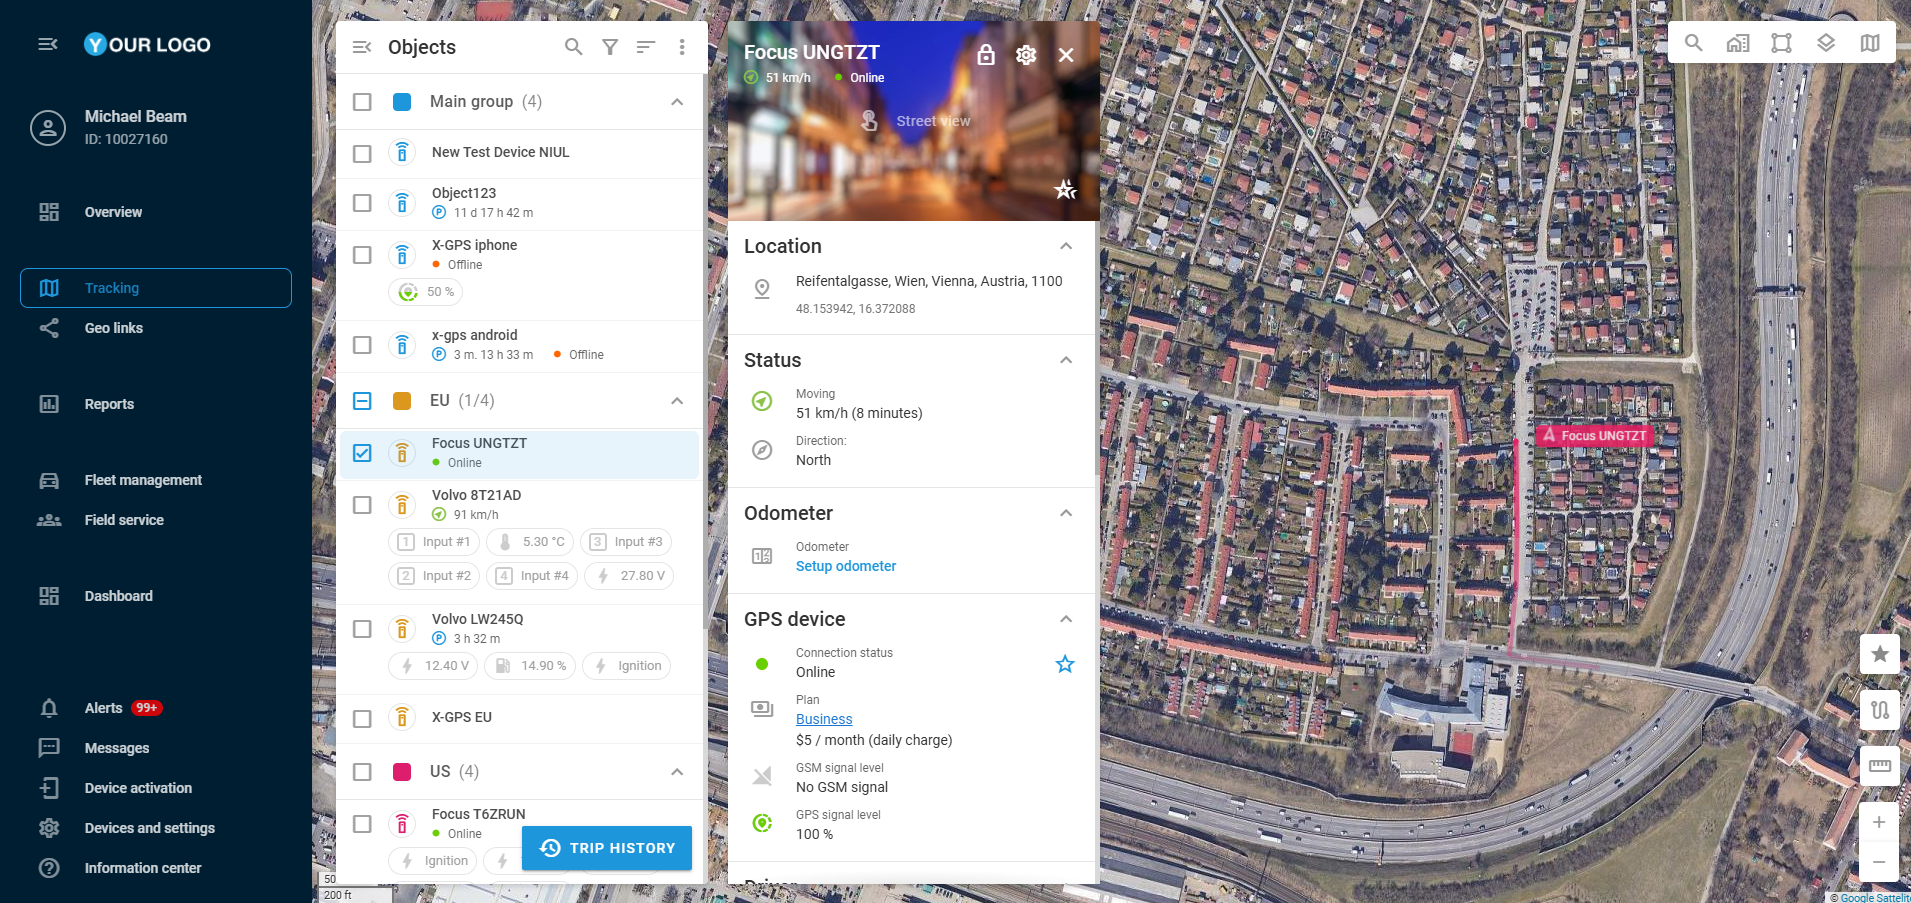 YOUR LOGO
Michael Beam
ID: 10027160
Overview
Tracking
Geo links
Reports
Fleet management
Field service
Dashboard
Alerts 99+
Messages
Device activation
Devices and settings
Information center
Objects
Main group (4)
New Test Device NIUL
Object123
P 11 d 17 h 42 m
X-GPS iphone
Offline
50 %
x-gps android
P 3 m. 13 h 33 m Offline
EU (1/4)
Focus UNGTZT
Online
Volvo 8T21AD
91 km/h
1 Input #1 5.30 °C 3 Input #3
2 Input #2 4 Input #4 27.80 V
Volvo LW245Q
P 3 h 32 m
12.40 V 14.90 % Ignition
X-GPS EU
US (4)
Focus T6ZRUN
Online
Ignition
TRIP HISTORY
Focus UNGTZT
51 km/h Online
Street view
Location
Reifentalgasse, Wien, Vienna, Austria, 1100
48.153942, 16.372088
Status
Moving
51 km/h (8 minutes)
Direction:
North
Odometer
Odometer
Setup odometer
GPS device
Connection status
Online
Plan
Business
$5 / month (daily charge)
GSM signal level
No GSM signal
GPS signal level
100 %
Focus UNGTZT
50
200 ft
© Google Sattelit